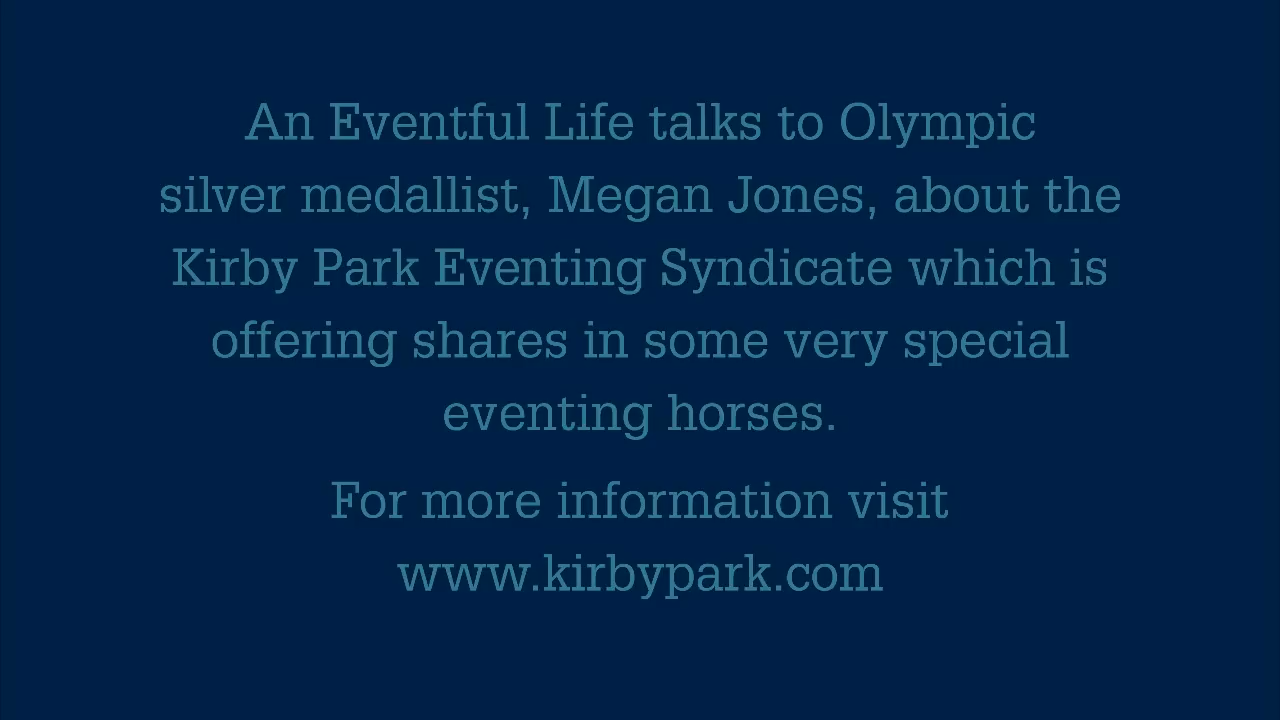 An Eventful Life talks to Olympic
silver medallist, Megan Jones, about the
Kirby Park Eventing Syndicate which is
offering shares in some very special
eventing horses.
For more information visit
www.kirbypark.com